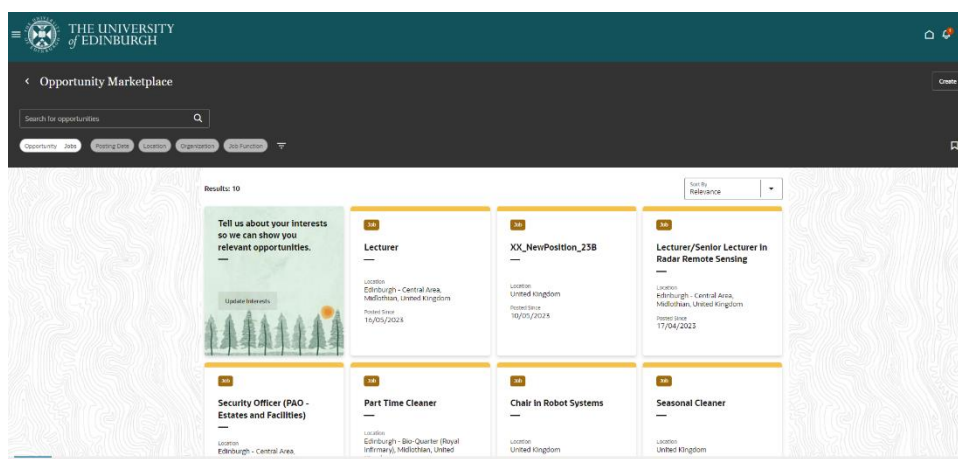 THE UNIVERSITY
of EDINBURGH
Opportunity Marketplace
Create
Search for opportunities
Opportunity Jobs
Posting Date
Location
Organization
Job Function
Results: 10
Sort By
Relevance
Tell us about your interests
so we can show you
relevant opportunities.
Update Interests
Job
Lecturer
Location
Edinburgh - Central Area,
Midlothian, United Kingdom
Posted Since
16/05/2023
Job
XX_NewPosition_23B
Location
United Kingdom
Posted Since
10/05/2023
Job
Lecturer/Senior Lecturer in
Radar Remote Sensing
Location
Edinburgh - Central Area,
Midlothian, United Kingdom
Posted Since
17/04/2023
Job
Security Officer (PAO -
Estates and Facilities)
Location
Edinburgh - Central Area,
Job
Part Time Cleaner
Location
Edinburgh - Bio-Quarter (Royal
Infirmary), Midlothian, United
Job
Chair in Robot Systems
Location
United Kingdom
Job
Seasonal Cleaner
Location
United Kingdom